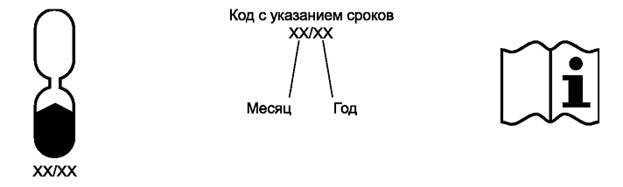 XX/XX
Код с указанием сроков
XX/XX
Месяц
Год
i